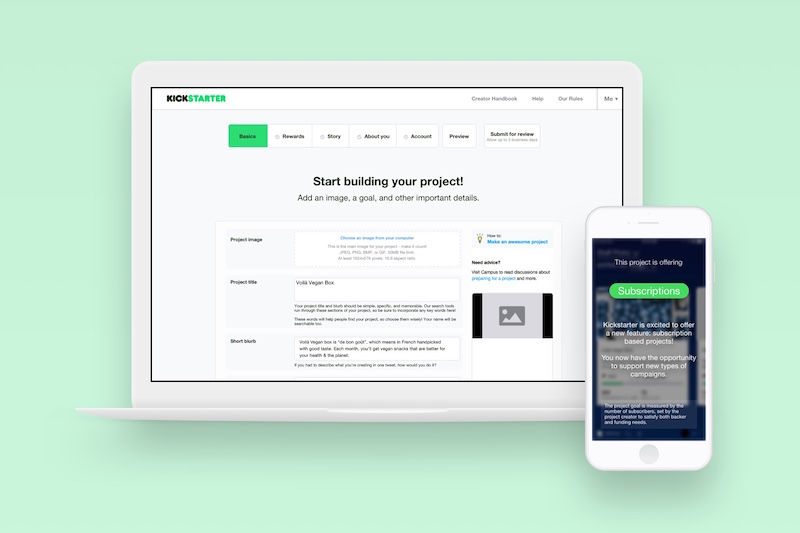 KICKSTARTER
Creator Handbook Help Our Rules Me
Basics Rewards Story About you Account Preview Submit for review
Allow up to 3 business days
Start building your project!
Add an image, a goal, and other important details.
Project image
Choose an image from your computer
This is the main image for your project - make it count!
JPEG, PNG, BMP, or GIF, 50MB file limit.
At least 1024x576 pixels. 16:9 aspect ratio.
How to:
Make an awesome project
Need advice?
Visit Campus to read discussions about
preparing for a project and more.
Project title
Voilà Vegan Box
Your project title and blurb should be simple, specific, and memorable. Our search tools
run through these sections of your project, so be sure to incorporate any key words here!
These words will help people find your project, so choose them wisely! Your name will be
searchable too.
Short blurb
Voilà Vegan box is "de bon goût", which means in French handpicked
with good taste. Each month, you'll get vegan snacks that are better for
your health & the planet.
If you had to describe what you're creating in one tweet, how would you do it?
This project is offering
Subscriptions
Kickstarter is excited to offer
a new feature: subscription
based projects!
You now have the opportunity
to support new types of
campaigns.
The project goal is measured by the
number of subscribers, set by the
project creator to satisfy both backer
and funding needs.